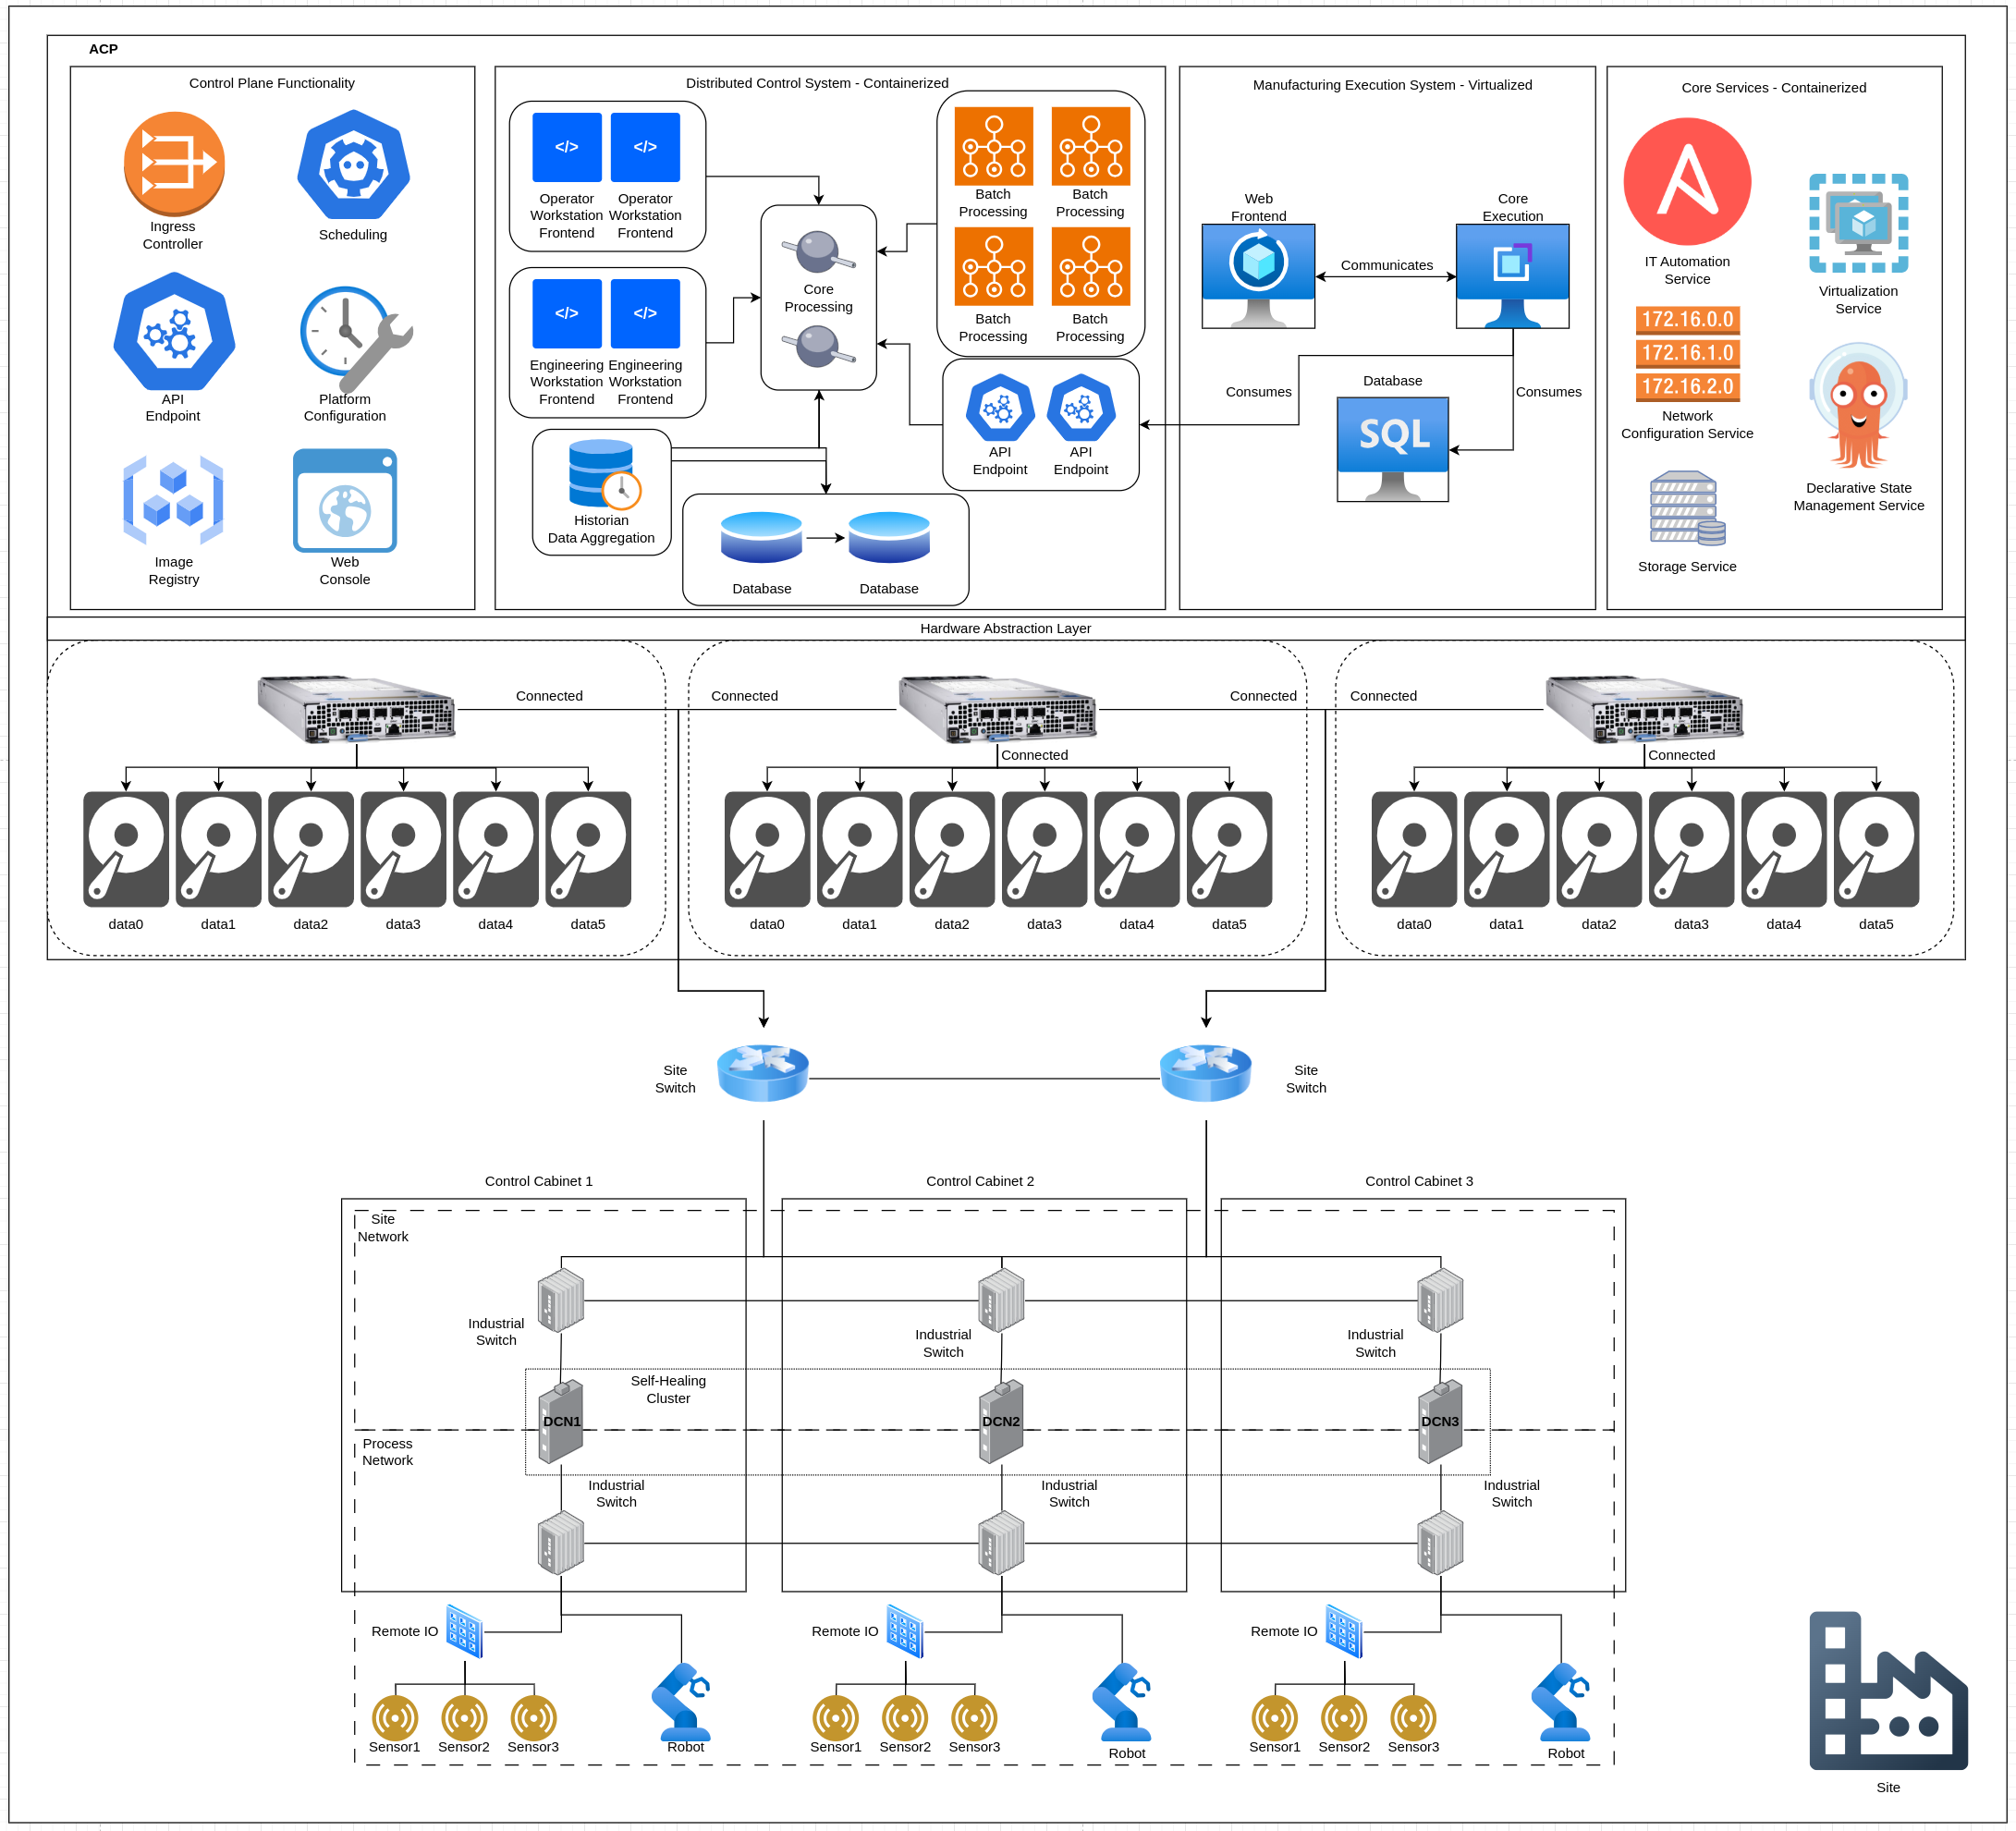 ACP
Control Plane Functionality
Ingress
Controller
Scheduling
API
Endpoint
Platform
Configuration
Image
Registry
Web
Console
Distributed Control System - Containerized
</>
</>
Operator
Workstation
Frontend
Operator
Workstation
Frontend
</>
</>
Engineering
Workstation
Frontend
Engineering
Workstation
Frontend
Historian
Data Aggregation
Core
Processing
Batch
Processing
Batch
Processing
Batch
Processing
Batch
Processing
API
Endpoint
API
Endpoint
Database
Database
Manufacturing Execution System - Virtualized
Web
Frontend
Core
Execution
Communicates
Consumes
Consumes
Database
SQL
Core Services - Containerized
IT Automation
Service
Virtualization
Service
172.16.0.0
172.16.1.0
172.16.2.0
Network
Configuration Service
Declarative State
Management Service
Storage Service
Hardware Abstraction Layer
Connected
Connected
Connected
Connected
Connected
Connected
data0
data1
data2
data3
data4
data5
data0
data1
data2
data3
data4
data5
data0
data1
data2
data3
data4
data5
Site
Switch
Site
Switch
Control Cabinet 1
Control Cabinet 2
Control Cabinet 3
Site
Network
Industrial
Switch
Industrial
Switch
Industrial
Switch
Self-Healing
Cluster
DCN1
DCN2
DCN3
Process
Network
Industrial
Switch
Industrial
Switch
Industrial
Switch
Remote IO
Remote IO
Remote IO
Sensor1
Sensor2
Sensor3
Robot
Sensor1
Sensor2
Sensor3
Robot
Sensor1
Sensor2
Sensor3
Robot
Site